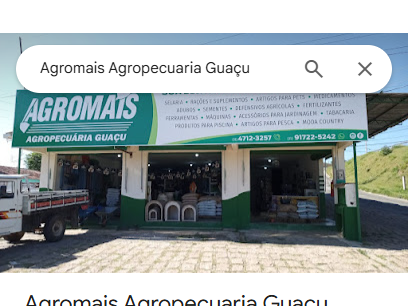 Agromais Agropecuaria Guaçu
AGROMAIS
AGROPECUÁRIA GUAÇU
SELARIA • RAÇÕES E SUPLEMENTOS • ARTIGOS PARA PETS • MEDICAMENTOS
ADUBOS • SEMENTES • DEFENSIVOS AGRÍCOLAS • FERTILIZANTES
FERRAMENTAS • MÁQUINAS • ACESSÓRIOS PARA JARDINAGEM • TABACARIA
PRODUTOS PARA PISCINA • ARTIGOS PARA PESCA • MODA COUNTRY
4712-3257 91722-5242
Agromais Agropecuaria Guaçu